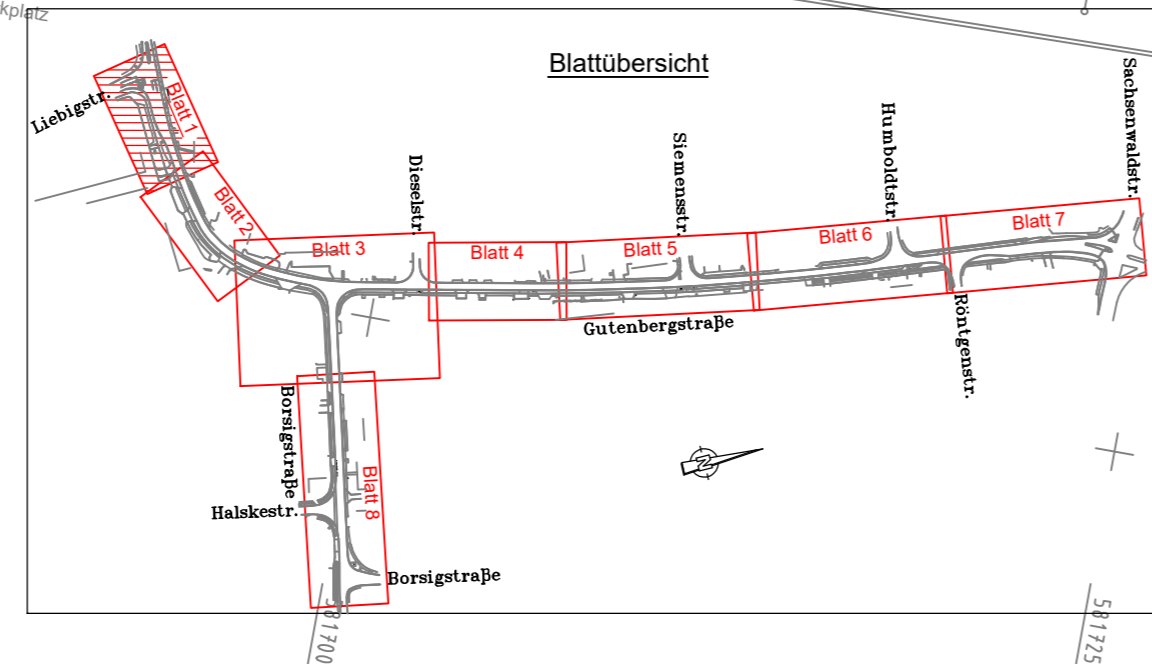 kplatz
Blattübersicht
Liebigstr.
Blatt 1
Blatt 2
Dieselstr.
Siemensstr.
Humboldtstr.
Sachsenwaldstr.
Blatt 3
Blatt 4
Blatt 5
Blatt 6
Blatt 7
Gutenbergstraße
Röntgenstr.
Borsigstraße
Blatt 8
N
Halskestr.
Borsigstraße
581700
581725